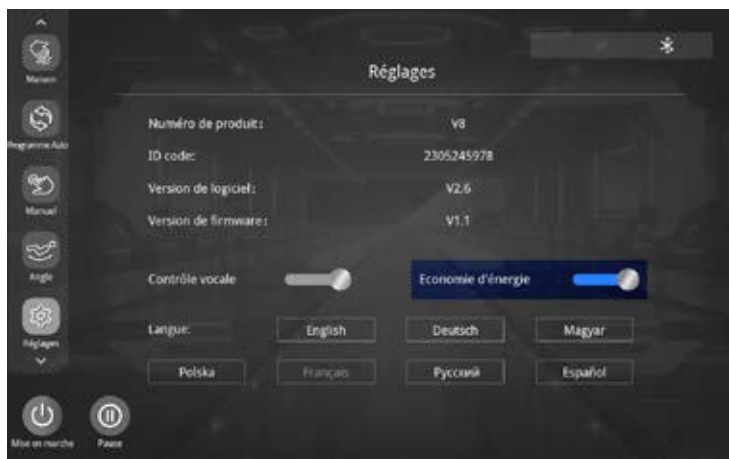 Réglages
Maison
Numéro de produit: V8
Programme Auto
ID code: 2305245978
Version de logiciel: V2.6
Manuel
Version de firmware: V1.1
Angle
Contrôle vocale
Economie d'énergie
Réglages
Langue: English Deutsch Magyar
Polska Français Русский Español
Mise en marche Pause